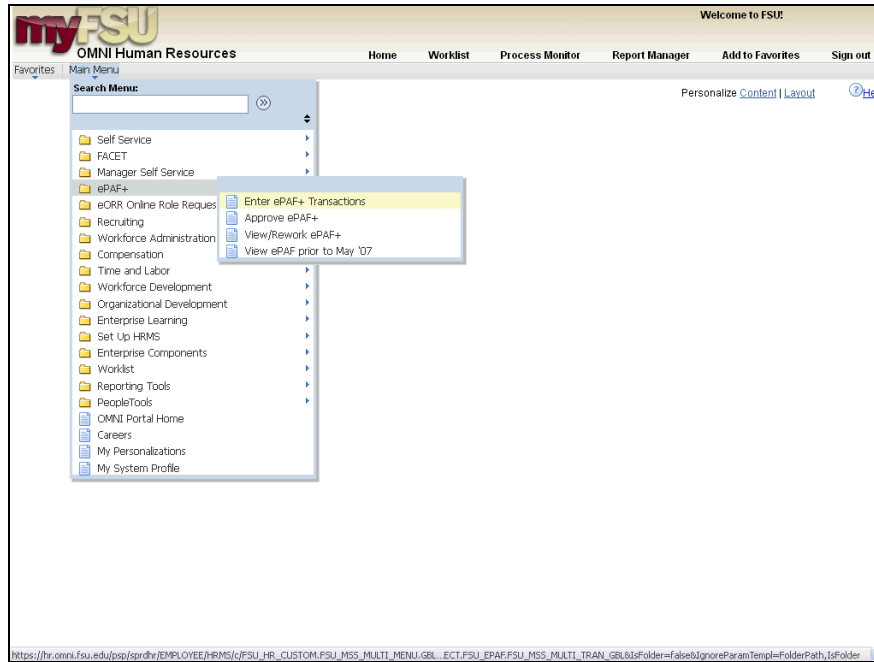 myFSU
Welcome to FSU!
OMNI Human Resources
Home Worklist Process Monitor Report Manager Add to Favorites Sign out
Favorites Main Menu
Search Menu:
Personalize Content | Layout
He
Self Service
FACET
Manager Self Service
ePAF+
Enter ePAF+ Transactions
eORR Online Role Reques
Approve ePAF+
Recruiting
View/Rework ePAF+
Workforce Administration
View ePAF prior to May '07
Compensation
Time and Labor
Workforce Development
Organizational Development
Enterprise Learning
Set Up HRMS
Enterprise Components
Worklist
Reporting Tools
PeopleTools
OMNI Portal Home
Careers
My Personalizations
My System Profile
https://hr.omni.fsu.edu/psp/sprdhr/EMPLOYEE/HRMS/c/FSU_HR_CUSTOM.FSU_MSS_MULTI_MENU.GBL...ECT.FSU_EPAF.FSU_MSS_MULTI_TRAN_GBL&IsFolder=false&IgnoreParamTempl=FolderPath,IsFolder